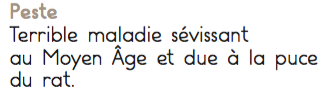 Peste
Terrible maladie sévissant
au Moyen Âge et due à la puce
du rat.